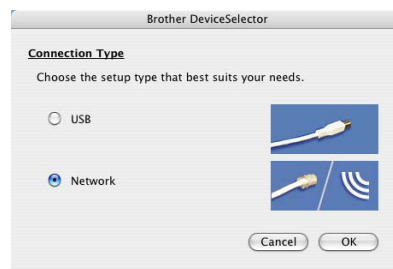 Brother DeviceSelector
Connection Type
Choose the setup type that best suits your needs.
USB
Network
Cancel
OK